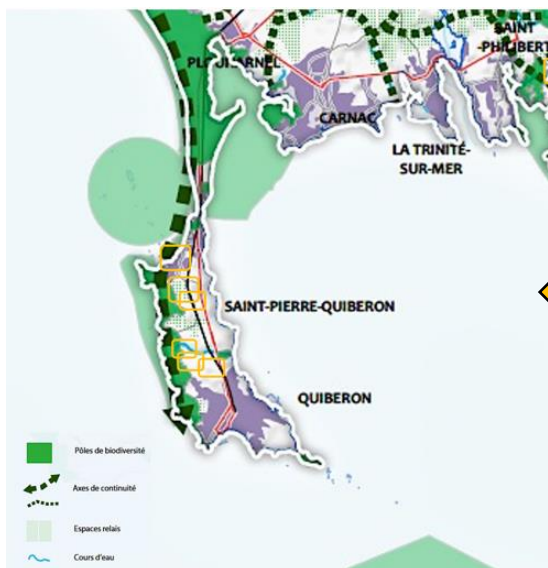 SAINT
-PHILIBERT
CARNAC
LA TRINITÉ-
SUR-MER
SAINT-PIERRE-QUIBERON
QUIBERON
Pôles de biodiversité
Axes de continuité
Espaces relais
Cours d'eau